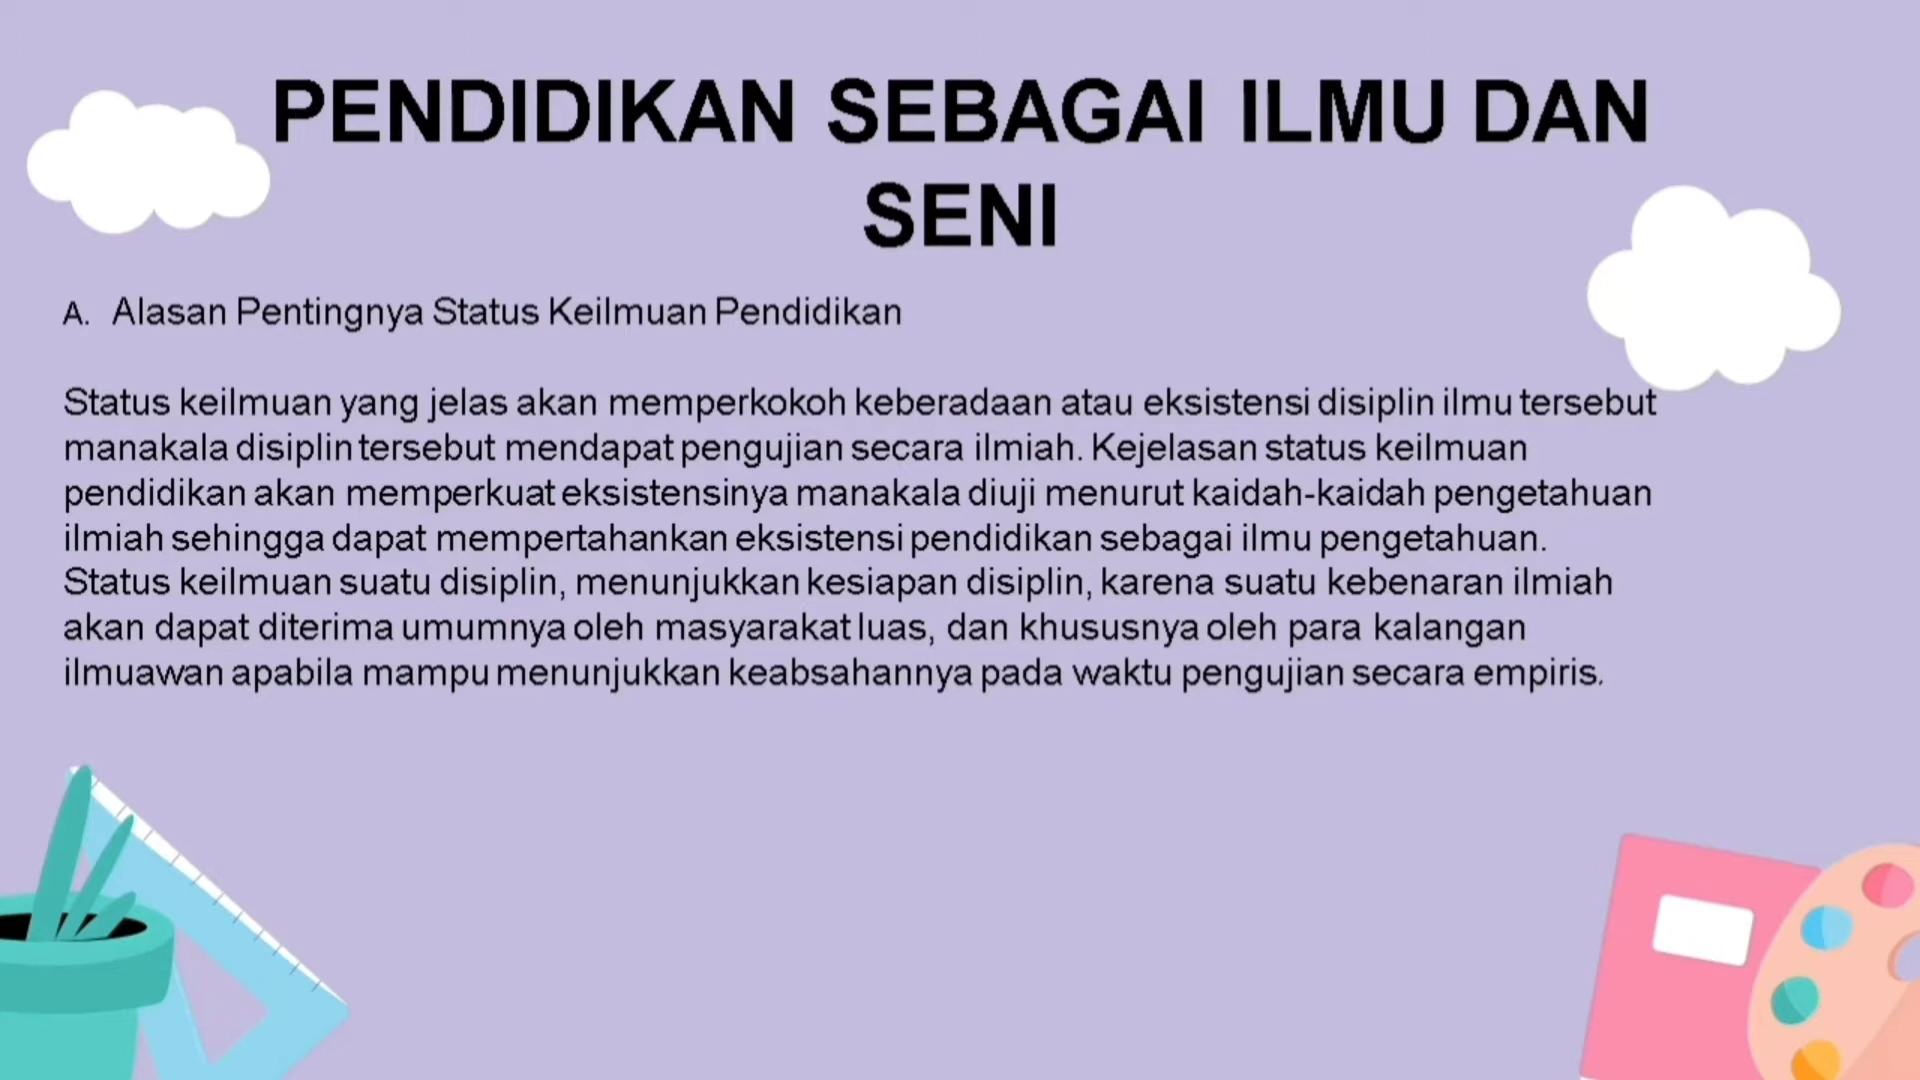 PENDIDIKAN SEBAGAI ILMU DAN
SENI
A. Alasan Pentingnya Status Keilmuan Pendidikan
Status keilmuan yang jelas akan memperkokoh keberadaan atau eksistensi disiplin ilmu tersebut
manakala disiplin tersebut mendapat pengujian secara ilmiah. Kejelasan status keilmuan
pendidikan akan memperkuat eksistensinya manakala diuji menurut kaidah-kaidah pengetahuan
ilmiah sehingga dapat mempertahankan eksistensi pendidikan sebagai ilmu pengetahuan.
Status keilmuan suatu disiplin, menunjukkan kesiapan disiplin, karena suatu kebenaran ilmiah
akan dapat diterima umumnya oleh masyarakat luas, dan khususnya oleh para kalangan
ilmuawan apabila mampu menunjukkan keabsahannya pada waktu pengujian secara empiris.